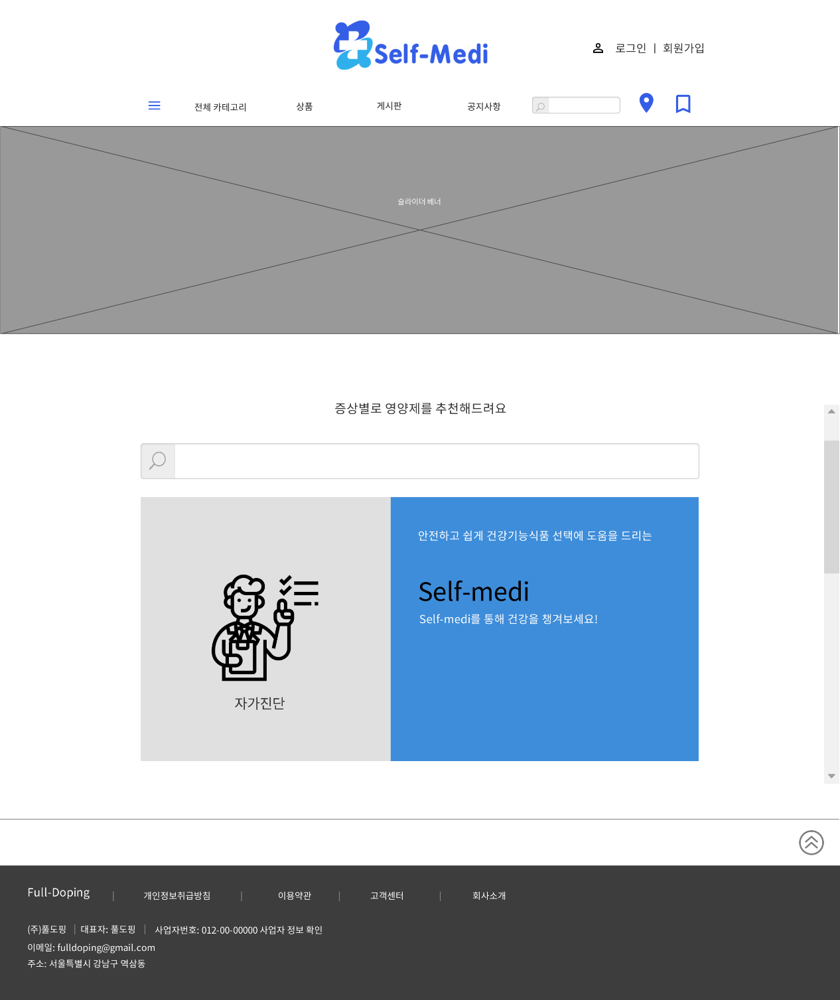 Self-Medi
로그인 | 회원가입
전체 카테고리 상품 게시판 공지사항
슬라이더 베너
증상별로 영양제를 추천해드려요
안전하고 쉽게 건강기능식품 선택에 도움을 드리는
Self-medi
Self-medi를 통해 건강을 챙겨보세요!
자가진단
Full-Doping | 개인정보취급방침 | 이용약관 | 고객센터 | 회사소개
(주)풀도핑 | 대표자: 풀도핑 | 사업자번호: 012-00-00000 사업자 정보 확인
이메일: fulldoping@gmail.com
주소: 서울특별시 강남구 역삼동